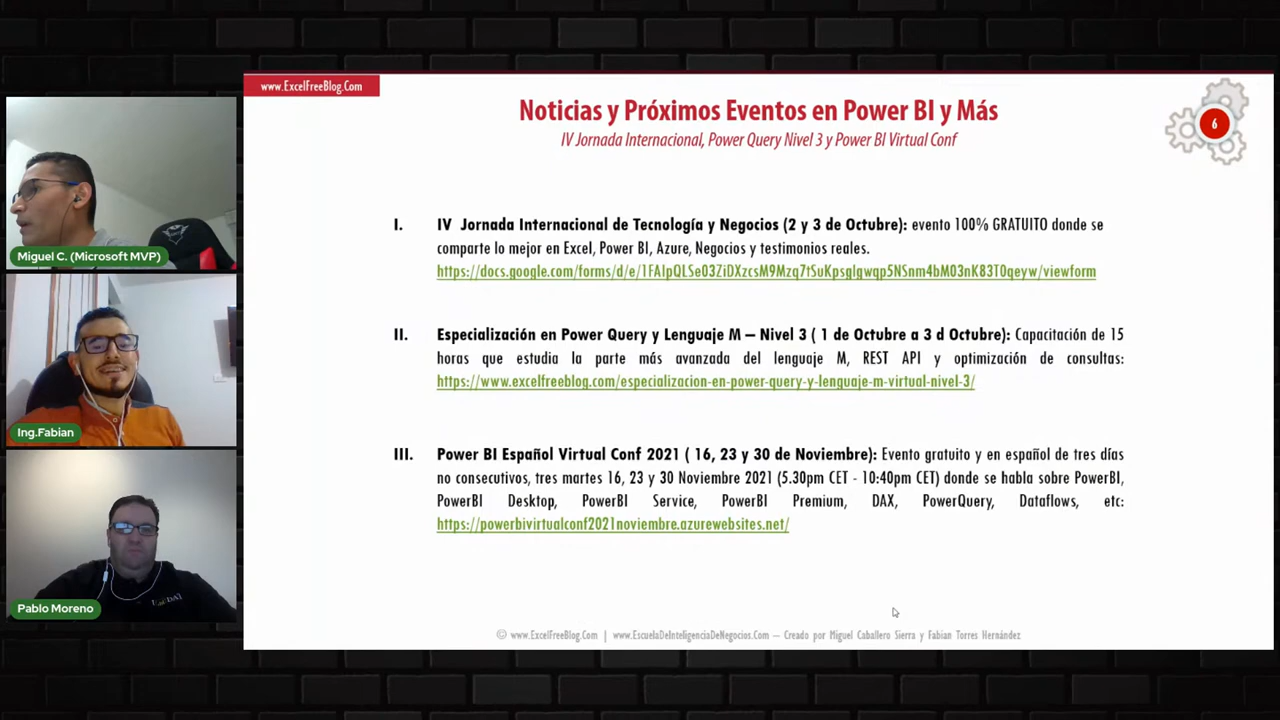 www.ExcelFreeBlog.Com
Noticias y Próximos Eventos en Power BI y Más
IV Jornada Internacional, Power Query Nivel 3 y Power BI Virtual Conf
6
I. IV Jornada Internacional de Tecnología y Negocios (2 y 3 de Octubre): evento 100% GRATUITO donde se
comparte lo mejor en Excel, Power BI, Azure, Negocios y testimonios reales.
https://docs.google.com/forms/d/e/1FAIpQLSe03ZiDXzcsM9Mzq7tSuKpsglgwqp5NSnm4bM03nK83T0qeyw/viewform
II. Especialización en Power Query y Lenguaje M – Nivel 3 ( 1 de Octubre a 3 d Octubre): Capacitación de 15
horas que estudia la parte más avanzada del lenguaje M, REST API y optimización de consultas:
https://www.excelfreeblog.com/especializacion-en-power-query-y-lenguaje-m-virtual-nivel-3/
III. Power BI Español Virtual Conf 2021 ( 16, 23 y 30 de Noviembre): Evento gratuito y en español de tres días
no consecutivos, tres martes 16, 23 y 30 Noviembre 2021 (5.30pm CET - 10:40pm CET) donde se habla sobre PowerBI,
PowerBI Desktop, PowerBI Service, PowerBI Premium, DAX, PowerQuery, Dataflows, etc:
https://powerbivirtualconf2021noviembre.azurewebsites.net/
© www.ExcelFreeBlog.Com | www.EscuelaDeInteligenciaDeNegocios.Com — Creado por Miguel Caballero Sierra y Fabian Torres Hernández
Miguel C. (Microsoft MVP)
Ing.Fabian
Pablo Moreno